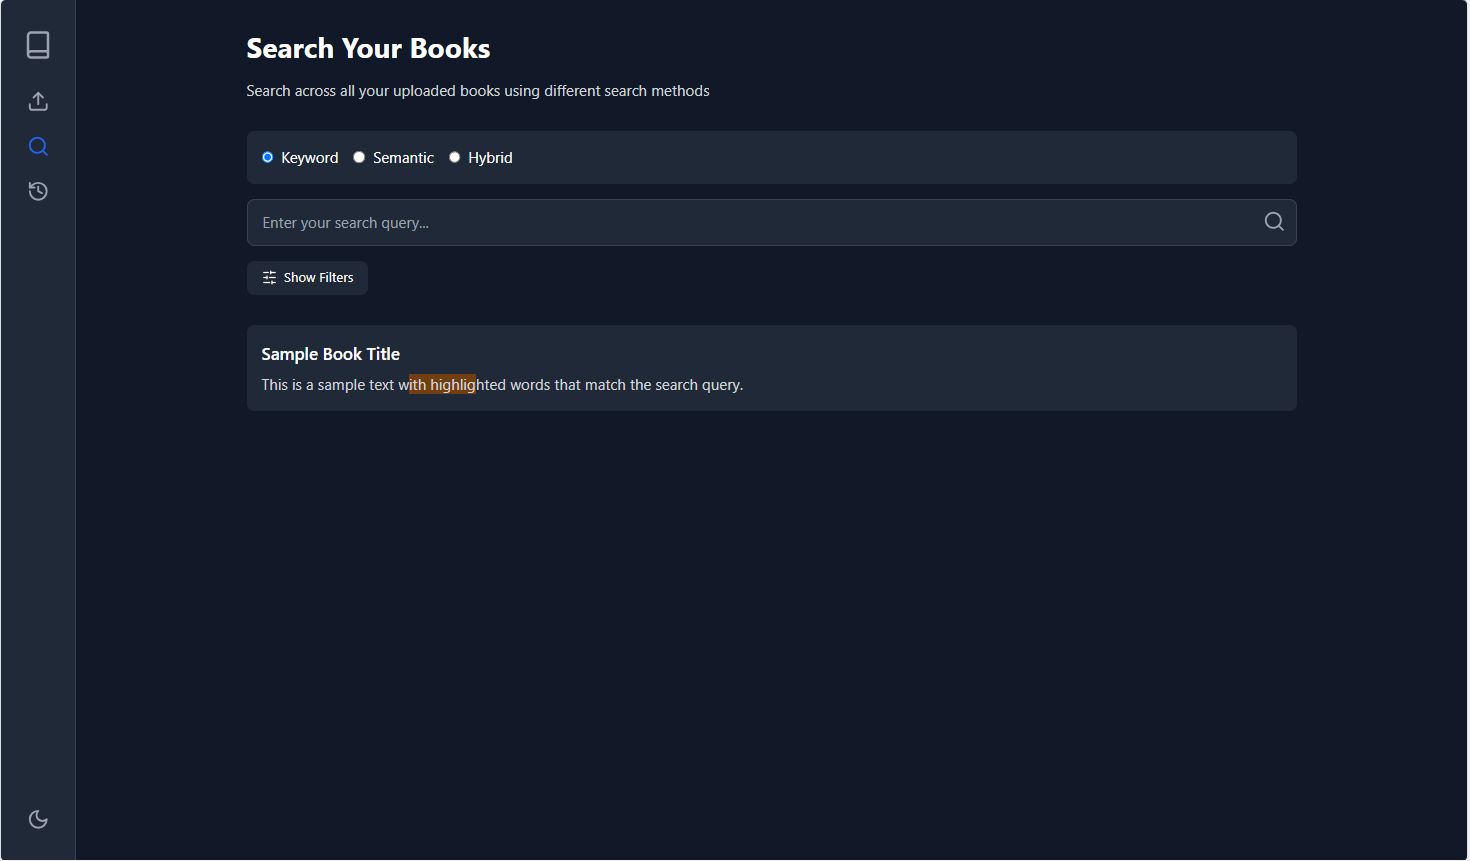 Search Your Books
Search across all your uploaded books using different search methods
Keyword Semantic Hybrid
Enter your search query...
Show Filters
Sample Book Title
This is a sample text with highlighted words that match the search query.